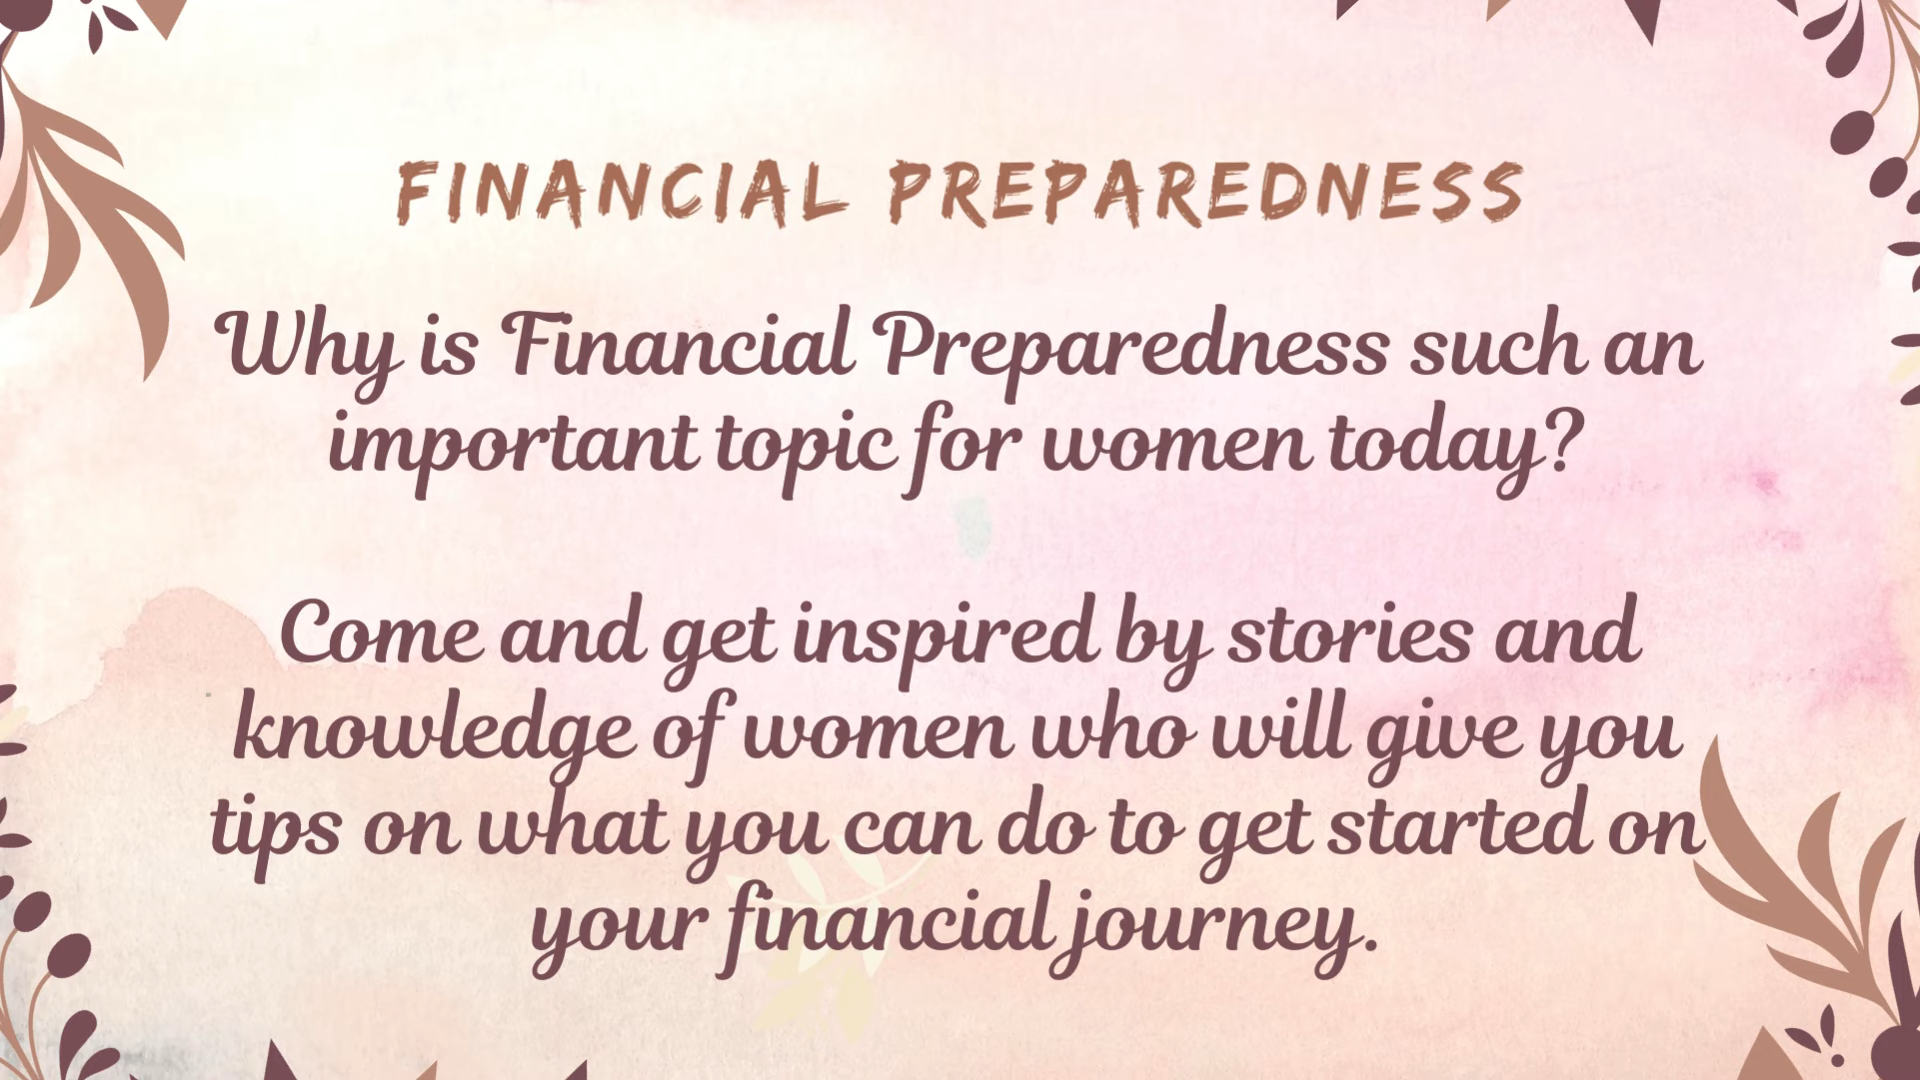 FINANCIAL PREPAREDNESS
Why is Financial Preparedness such an
important topic for women today?
Come and get inspired by stories and
knowledge of women who will give you
tips on what you can do to get started on
your financial journey.